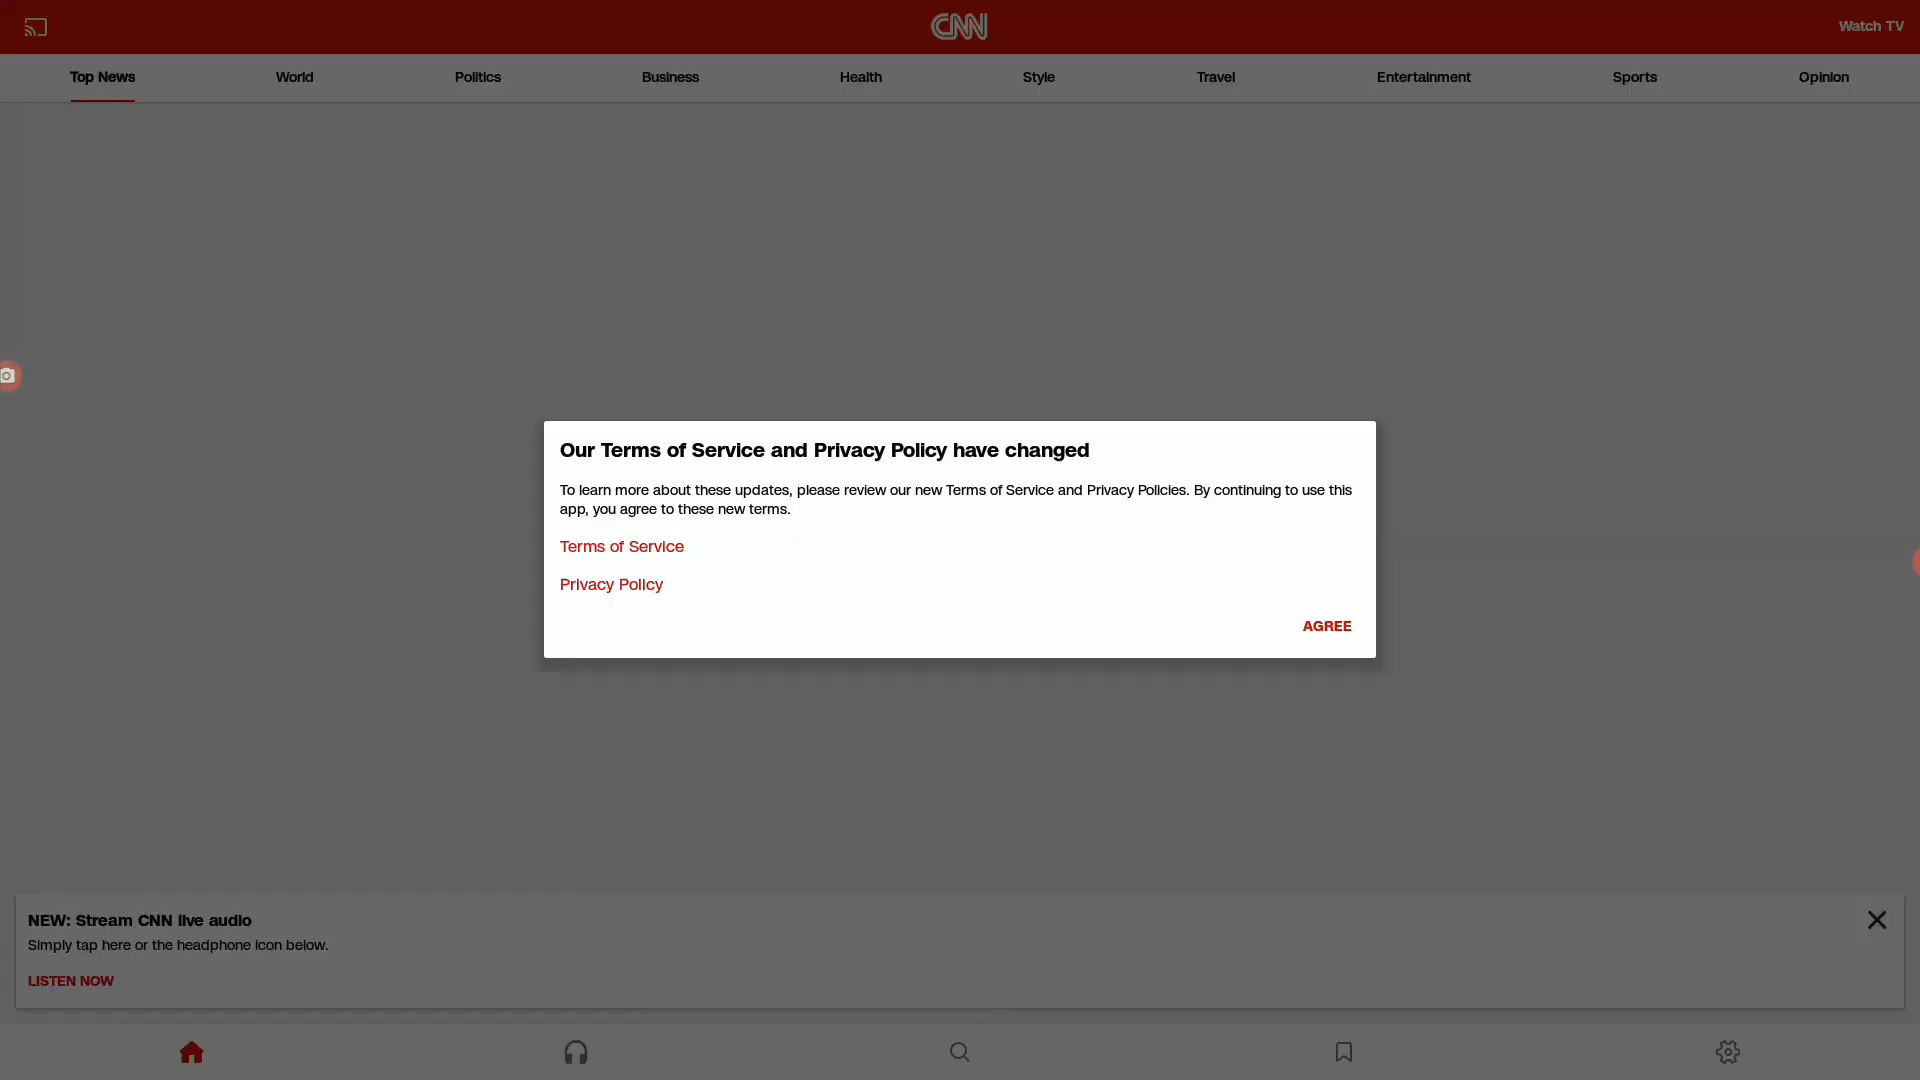 CNN
Watch TV
Top News
World
Politics
Business
Health
Style
Travel
Entertainment
Sports
Opinion
Our Terms of Service and Privacy Policy have changed
To learn more about these updates, please review our new Terms of Service and Privacy Policies. By continuing to use this
app, you agree to these new terms.
Terms of Service
Privacy Policy
AGREE
NEW: Stream CNN live audio
Simply tap here or the headphone icon below.
LISTEN NOW